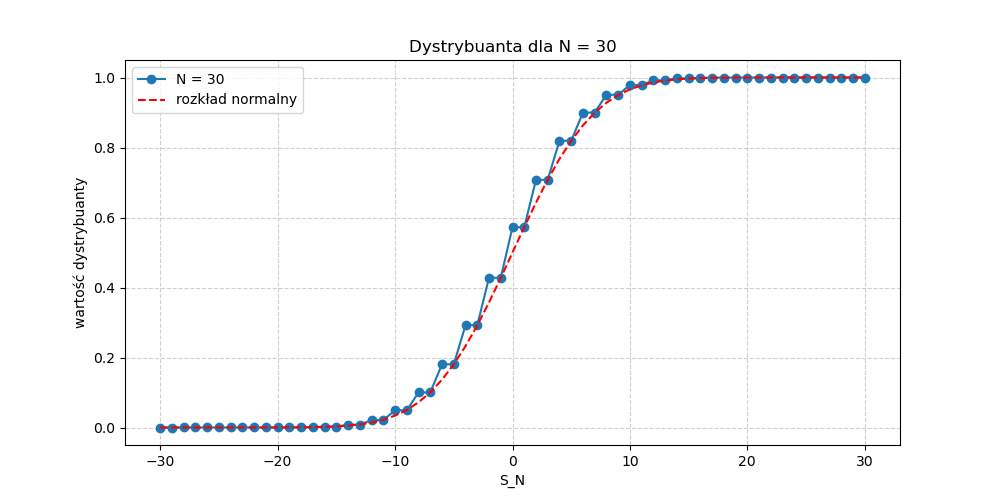 Dystrybuanta dla N = 30
N = 30
rozkład normalny
wartość dystrybuanty
1.0
0.8
0.6
0.4
0.2
0.0
−30
−20
−10
0
10
20
30
S_N